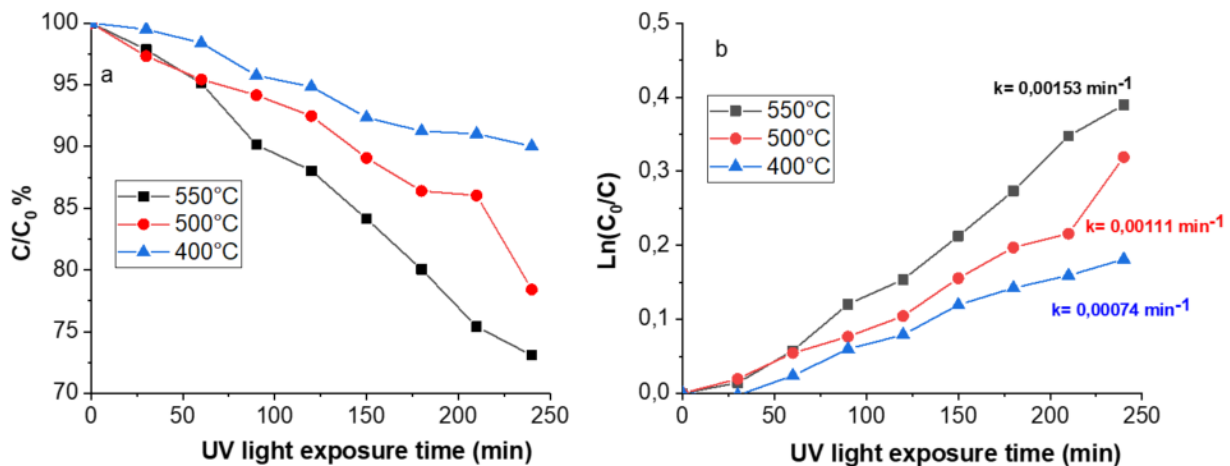 100
95
90
85
80
75
70
C/C₀ %
a
550°C
500°C
400°C
0 50 100 150 200 250
UV light exposure time (min)
0,5
0,4
0,3
0,2
0,1
0,0
Ln(C₀/C)
b
550°C
500°C
400°C
k= 0,00153 min⁻¹
k= 0,00111 min⁻¹
k= 0,00074 min⁻¹
0 50 100 150 200 250
UV light exposure time (min)